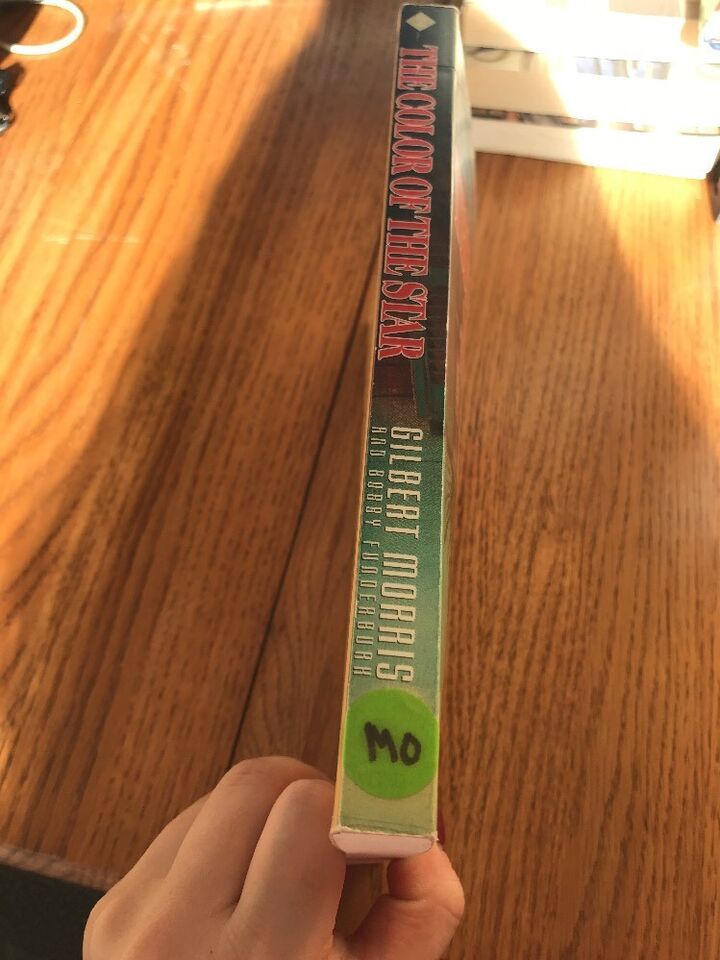 THE COLOR OF THE STAR
GILBERT MORRIS
AND BOBBY FUNDERBURK
MO